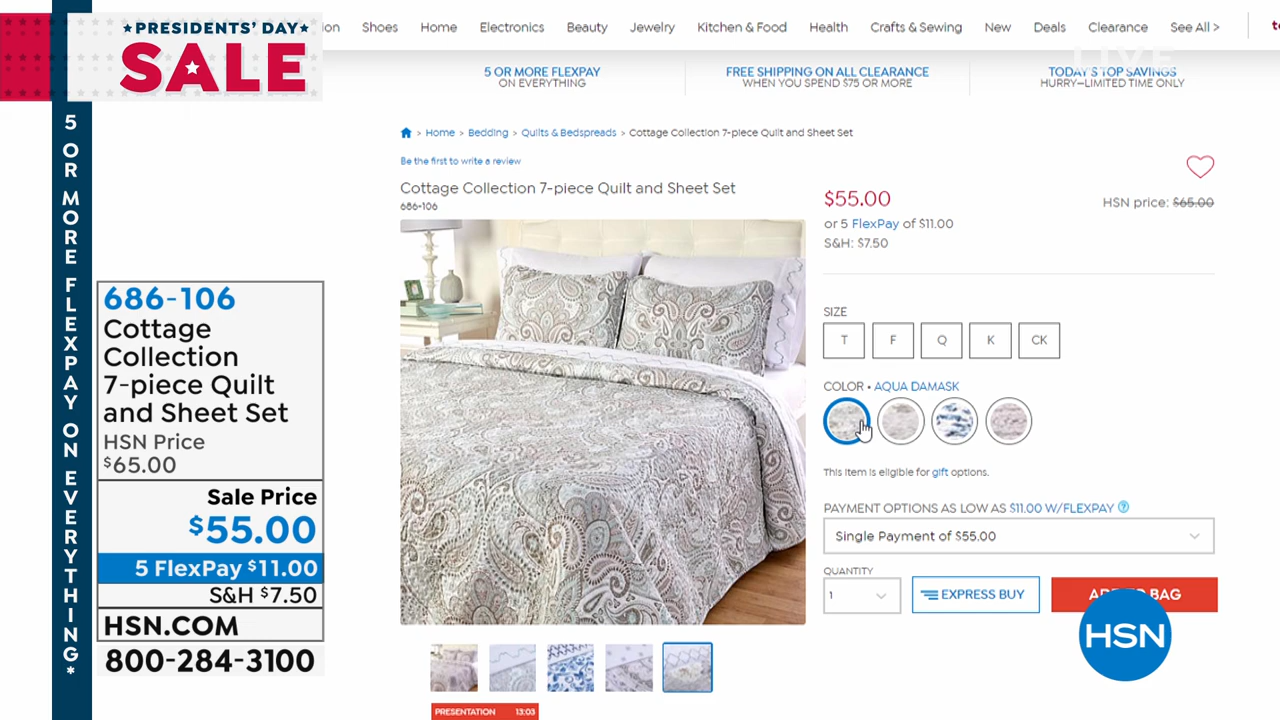 PRESIDENTS' DAY
SALE
5 OR MORE FLEXPAY ON EVERYTHING*
686-106
Cottage
Collection
7-piece Quilt
and Sheet Set
HSN Price
$65.00
Sale Price
$55.00
5 FlexPay $11.00
S&H $7.50
HSN.COM
800-284-3100
Shoes Home Electronics Beauty Jewelry Kitchen & Food Health Crafts & Sewing New Deals Clearance See All >
LIVE
5 OR MORE FLEXPAY
ON EVERYTHING
FREE SHIPPING ON ALL CLEARANCE
WHEN YOU SPEND $75 OR MORE
TODAY'S TOP SAVINGS
HURRY—LIMITED TIME ONLY
> Home > Bedding > Quilts & Bedspreads > Cottage Collection 7-piece Quilt and Sheet Set
Be the first to write a review
Cottage Collection 7-piece Quilt and Sheet Set
686-106
$55.00
HSN price: $65.00
or 5 FlexPay of $11.00
S&H: $7.50
SIZE
T F Q K CK
COLOR • AQUA DAMASK
This item is eligible for gift options.
PAYMENT OPTIONS AS LOW AS $11.00 W/FLEXPAY ?
Single Payment of $55.00
QUANTITY
1
EXPRESS BUY
ADD TO BAG
HSN
PRESENTATION 13:03